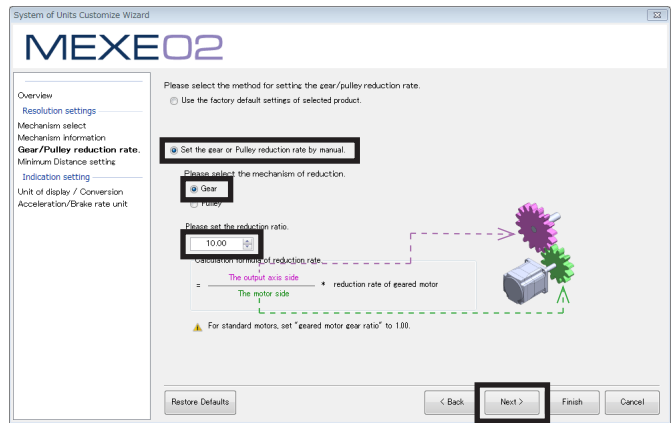 System of Units Customize Wizard
MEXE02
Overview
Resolution settings
Mechanism select
Mechanism information
Gear/Pulley reduction rate.
Minimum Distance setting
Indication setting
Unit of display / Conversion
Acceleration/Brake rate unit
Please select the method for setting the gear/pulley reduction rate.
Use the factory default settings of selected product.
Set the gear or Pulley reduction rate by manual.
Please select the mechanism of reduction.
Gear
Pulley
Please set the reduction ratio.
10.00
Calculation formula of reduction rate
The output axis side
= * reduction rate of geared motor
The motor side
For standard motors, set "geared motor gear ratio" to 1.00.
Restore Defaults
< Back
Next >
Finish
Cancel